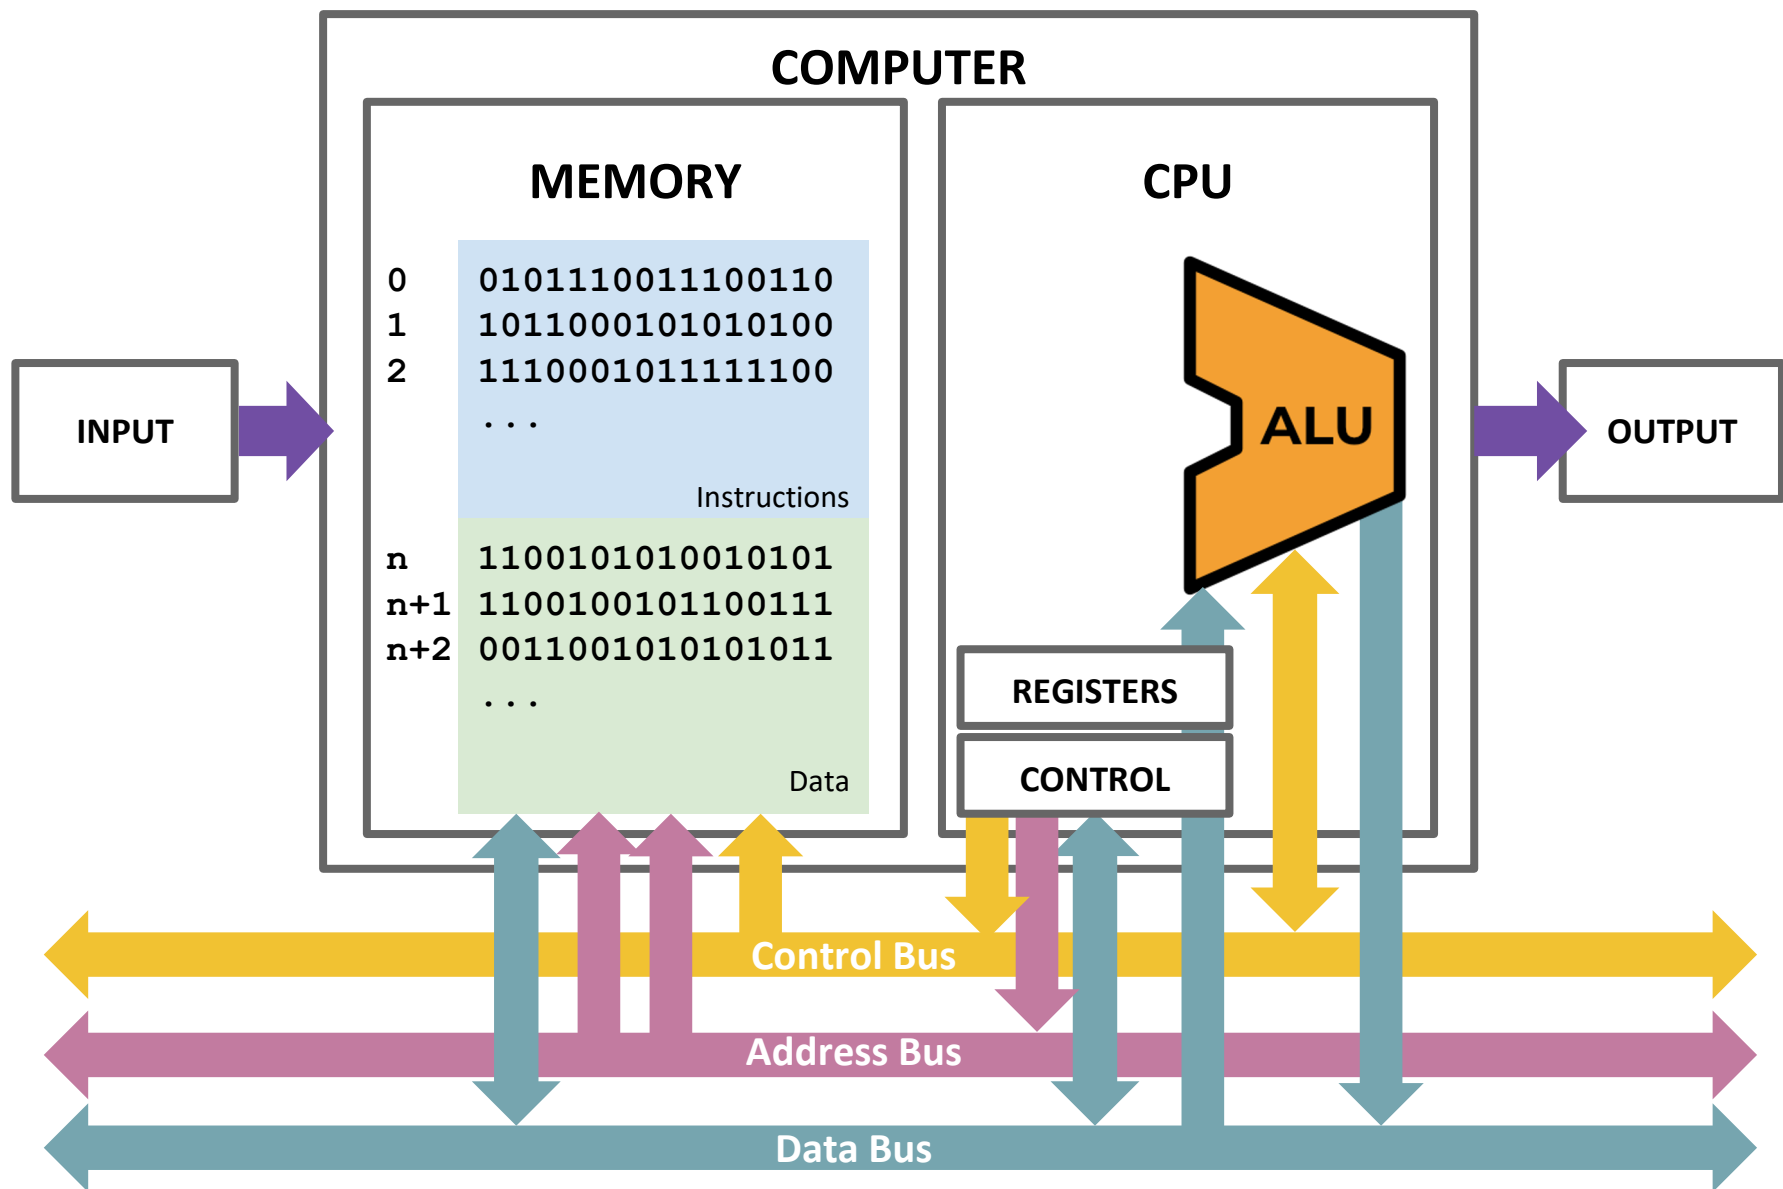 COMPUTER
MEMORY
0 0101110011100110
1 1011000101010100
2 1110001011111100
...
Instructions
n 1100101010010101
n+1 1100100101100111
n+2 0011001010101011
...
Data
CPU
ALU
REGISTERS
CONTROL
INPUT
OUTPUT
Control Bus
Address Bus
Data Bus